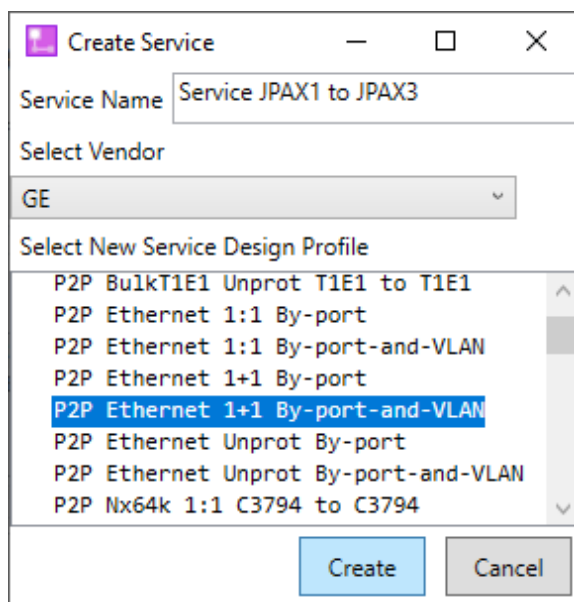 Create Service
Service Name Service JPAX1 to JPAX3
Select Vendor
GE
Select New Service Design Profile
P2P BulkT1E1 Unprot T1E1 to T1E1
P2P Ethernet 1:1 By-port
P2P Ethernet 1:1 By-port-and-VLAN
P2P Ethernet 1+1 By-port
P2P Ethernet 1+1 By-port-and-VLAN
P2P Ethernet Unprot By-port
P2P Ethernet Unprot By-port-and-VLAN
P2P Nx64k 1:1 C3794 to C3794
Create Cancel